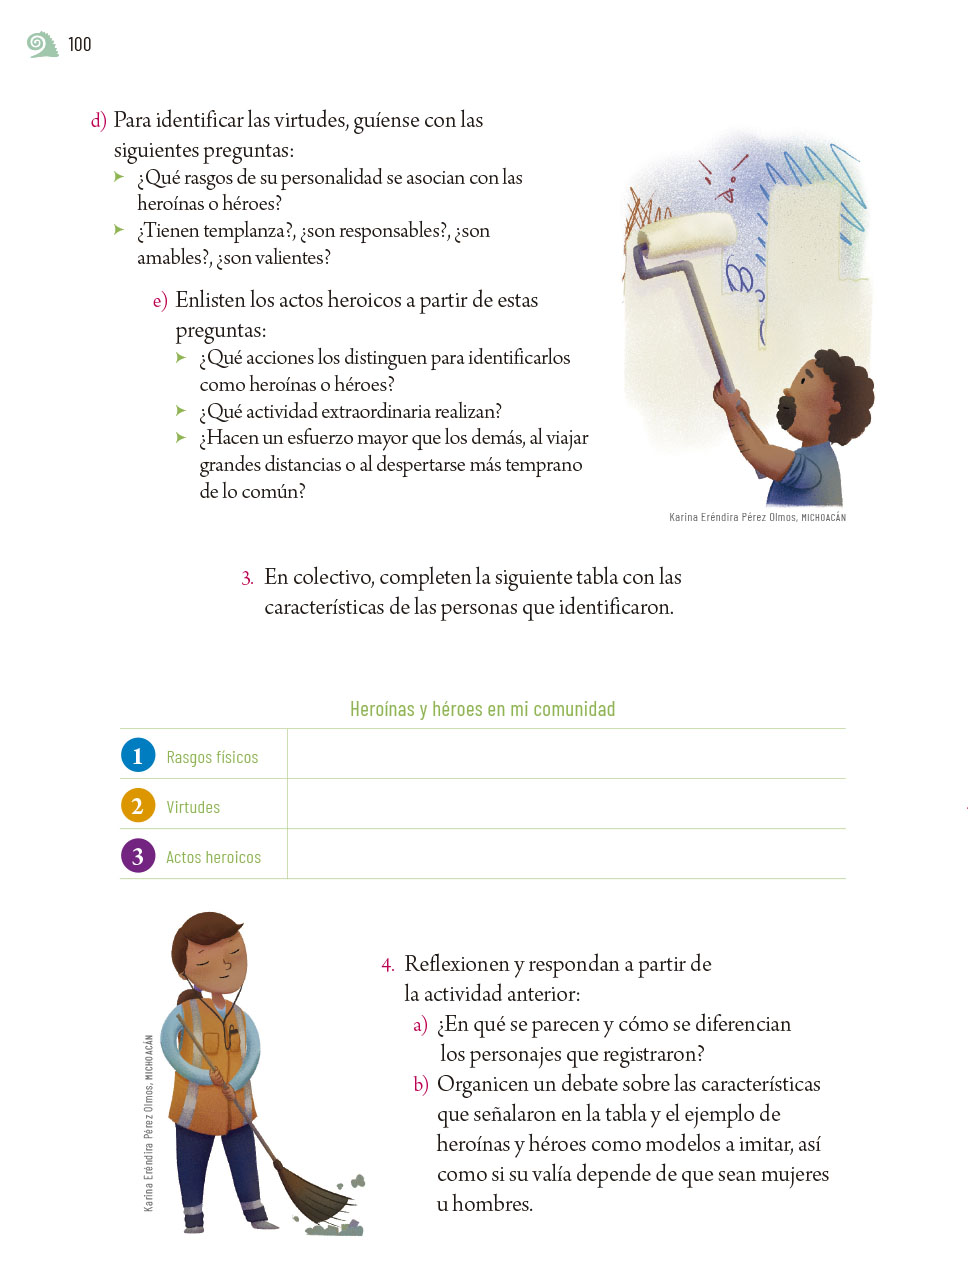 100
d) Para identificar las virtudes, guíense con las
siguientes preguntas:
¿Qué rasgos de su personalidad se asocian con las
heroínas o héroes?
¿Tienen templanza?, ¿son responsables?, ¿son
amables?, ¿son valientes?
e) Enlisten los actos heroicos a partir de estas
preguntas:
¿Qué acciones los distinguen para identificarlos
como heroínas o héroes?
¿Qué actividad extraordinaria realizan?
¿Hacen un esfuerzo mayor que los demás, al viajar
grandes distancias o al despertarse más temprano
de lo común?
Karina Eréndira Pérez Olmos, MICHOACÁN
3. En colectivo, completen la siguiente tabla con las
características de las personas que identificaron.
Heroínas y héroes en mi comunidad
1 Rasgos físicos
2 Virtudes
3 Actos heroicos
Karina Eréndira Pérez Olmos, MICHOACÁN
4. Reflexionen y respondan a partir de
la actividad anterior:
a) ¿En qué se parecen y cómo se diferencian
los personajes que registraron?
b) Organicen un debate sobre las características
que señalaron en la tabla y el ejemplo de
heroínas y héroes como modelos a imitar, así
como si su valía depende de que sean mujeres
u hombres.